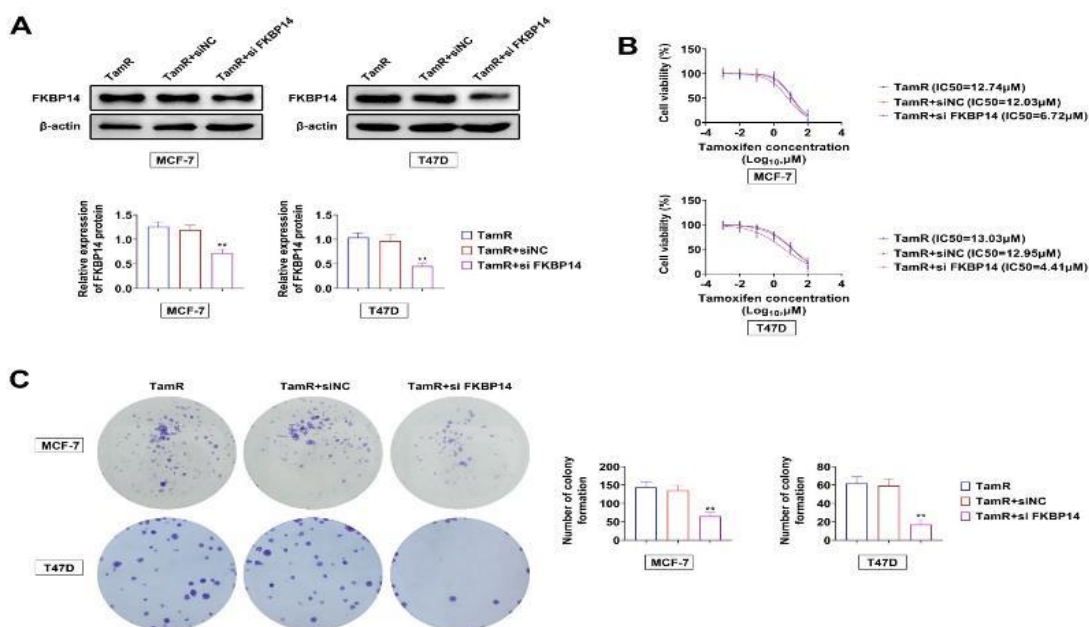 A
TamR
TamR+siNC
TamR+si FKBP14
FKBP14
β-actin
MCF-7
TamR
TamR+siNC
TamR+si FKBP14
FKBP14
β-actin
T47D
Relative expression
of FKBP14 protein
1.5
1.0
0.5
0.0
**
MCF-7
Relative expression
of FKBP14 protein
1.5
1.0
0.5
0.0
**
T47D
TamR
TamR+siNC
TamR+si FKBP14
B
Cell viability (%)
150
100
50
0
-4 -2 0 2 4
Tamoxifen concentration
(Log10,μM)
MCF-7
TamR (IC50=12.74μM)
TamR+siNC (IC50=12.03μM)
TamR+si FKBP14 (IC50=6.72μM)
Cell viability (%)
150
100
50
0
-4 -2 0 2 4
Tamoxifen concentration
(Log10,μM)
T47D
TamR (IC50=13.03μM)
TamR+siNC (IC50=12.95μM)
TamR+si FKBP14 (IC50=4.41μM)
C
TamR
TamR+siNC
TamR+si FKBP14
MCF-7
T47D
Number of colony
formation
200
150
100
50
0
**
MCF-7
Number of colony
formation
80
60
40
20
0
**
T47D
TamR
TamR+siNC
TamR+si FKBP14